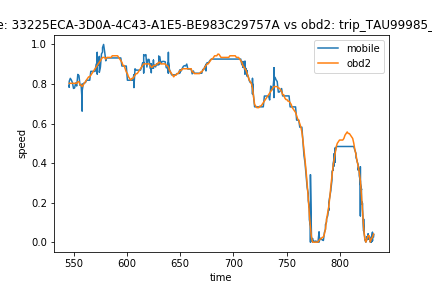 e: 33225ECA-3D0A-4C43-A1E5-BE983C29757A vs obd2: trip_TAU99985_
mobile
obd2
1.0
0.8
0.6
0.4
0.2
0.0
speed
550 600 650 700 750 800
time